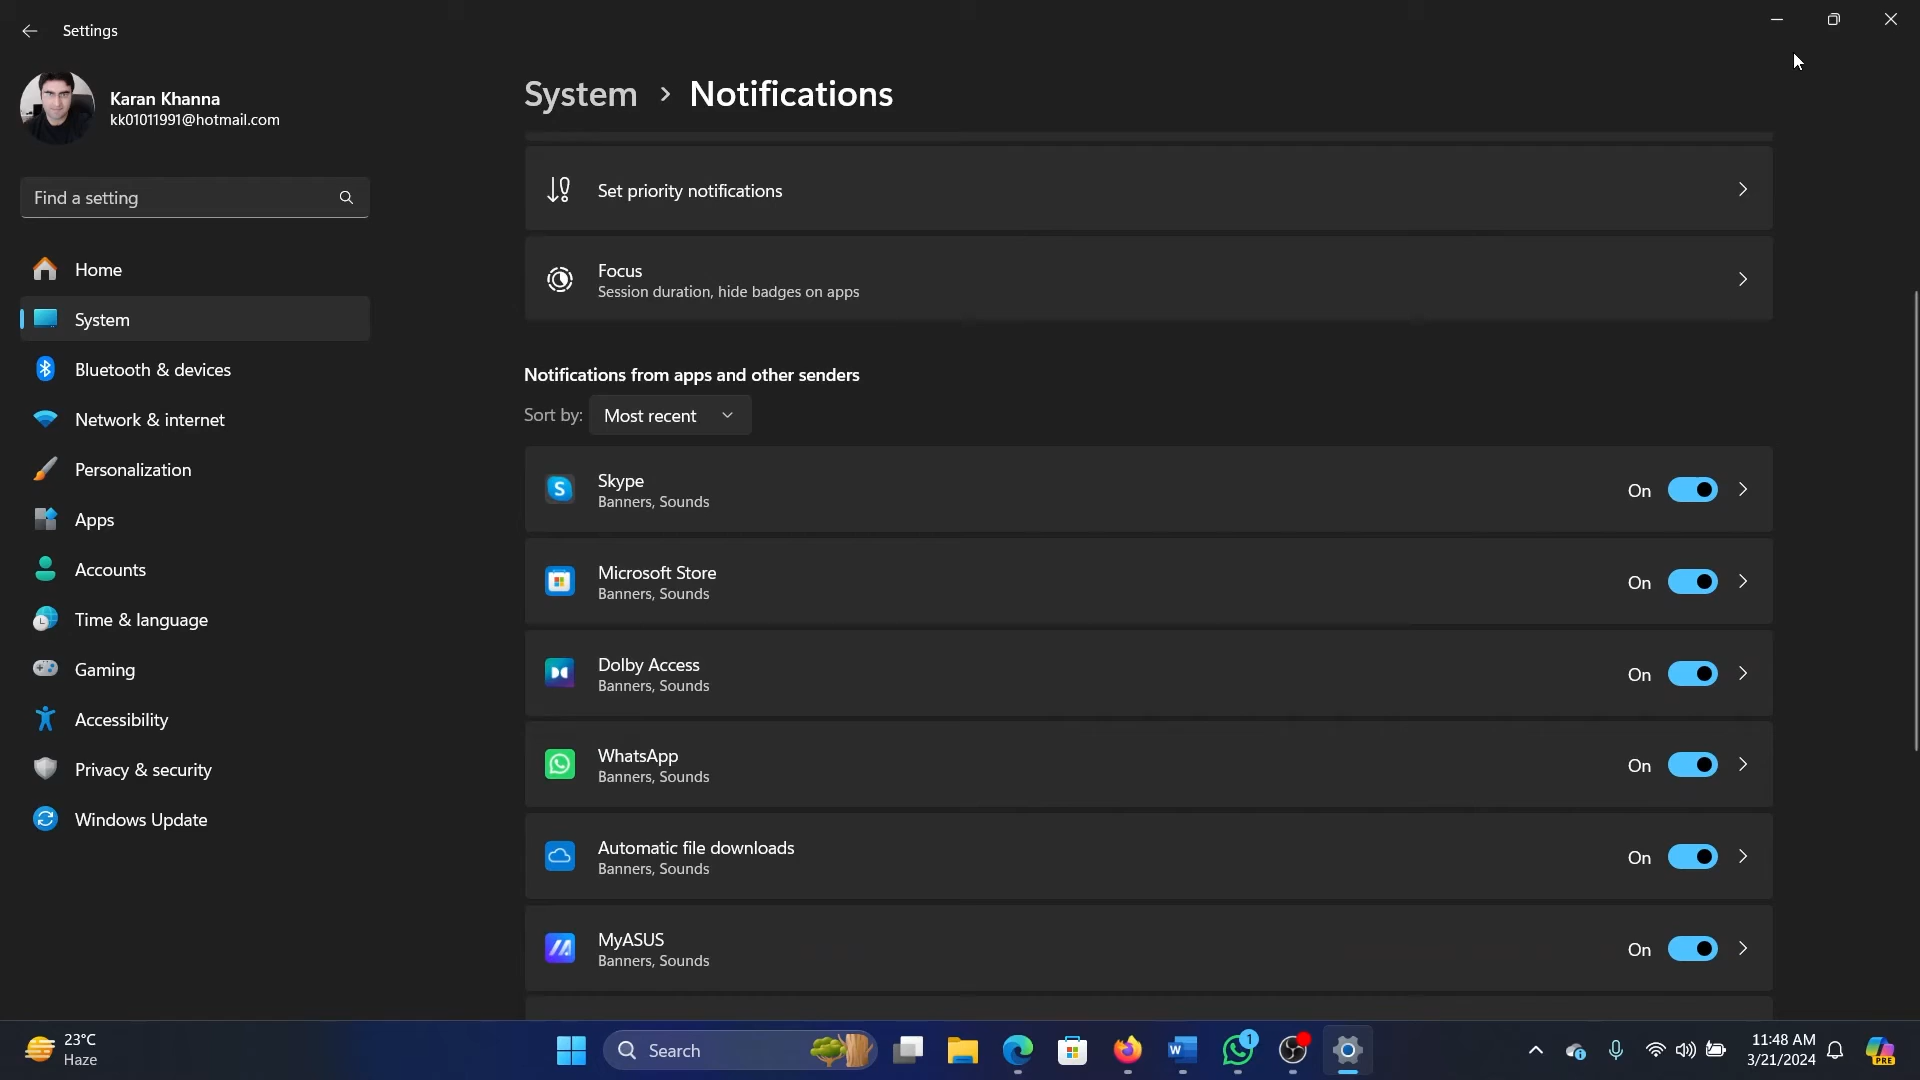 Settings
Karan Khanna
kk01011991@hotmail.com
Find a setting
Home
System
Bluetooth & devices
Network & internet
Personalization
Apps
Accounts
Time & language
Gaming
Accessibility
Privacy & security
Windows Update
System > Notifications
Set priority notifications
Focus
Session duration, hide badges on apps
Notifications from apps and other senders
Sort by: Most recent
Skype
Banners, Sounds
On
Microsoft Store
Banners, Sounds
On
Dolby Access
Banners, Sounds
On
WhatsApp
Banners, Sounds
On
Automatic file downloads
Banners, Sounds
On
MyASUS
Banners, Sounds
On
23°C
Haze
Search
1
11:48 AM
3/21/2024
PRE